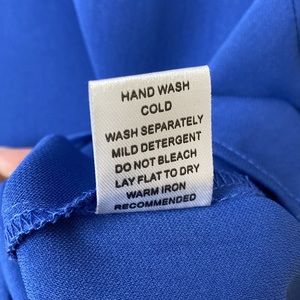 HAND WASH
COLD
WASH SEPARATELY
MILD DETERGENT
DO NOT BLEACH
LAY FLAT TO DRY
WARM IRON
RECOMMENDED